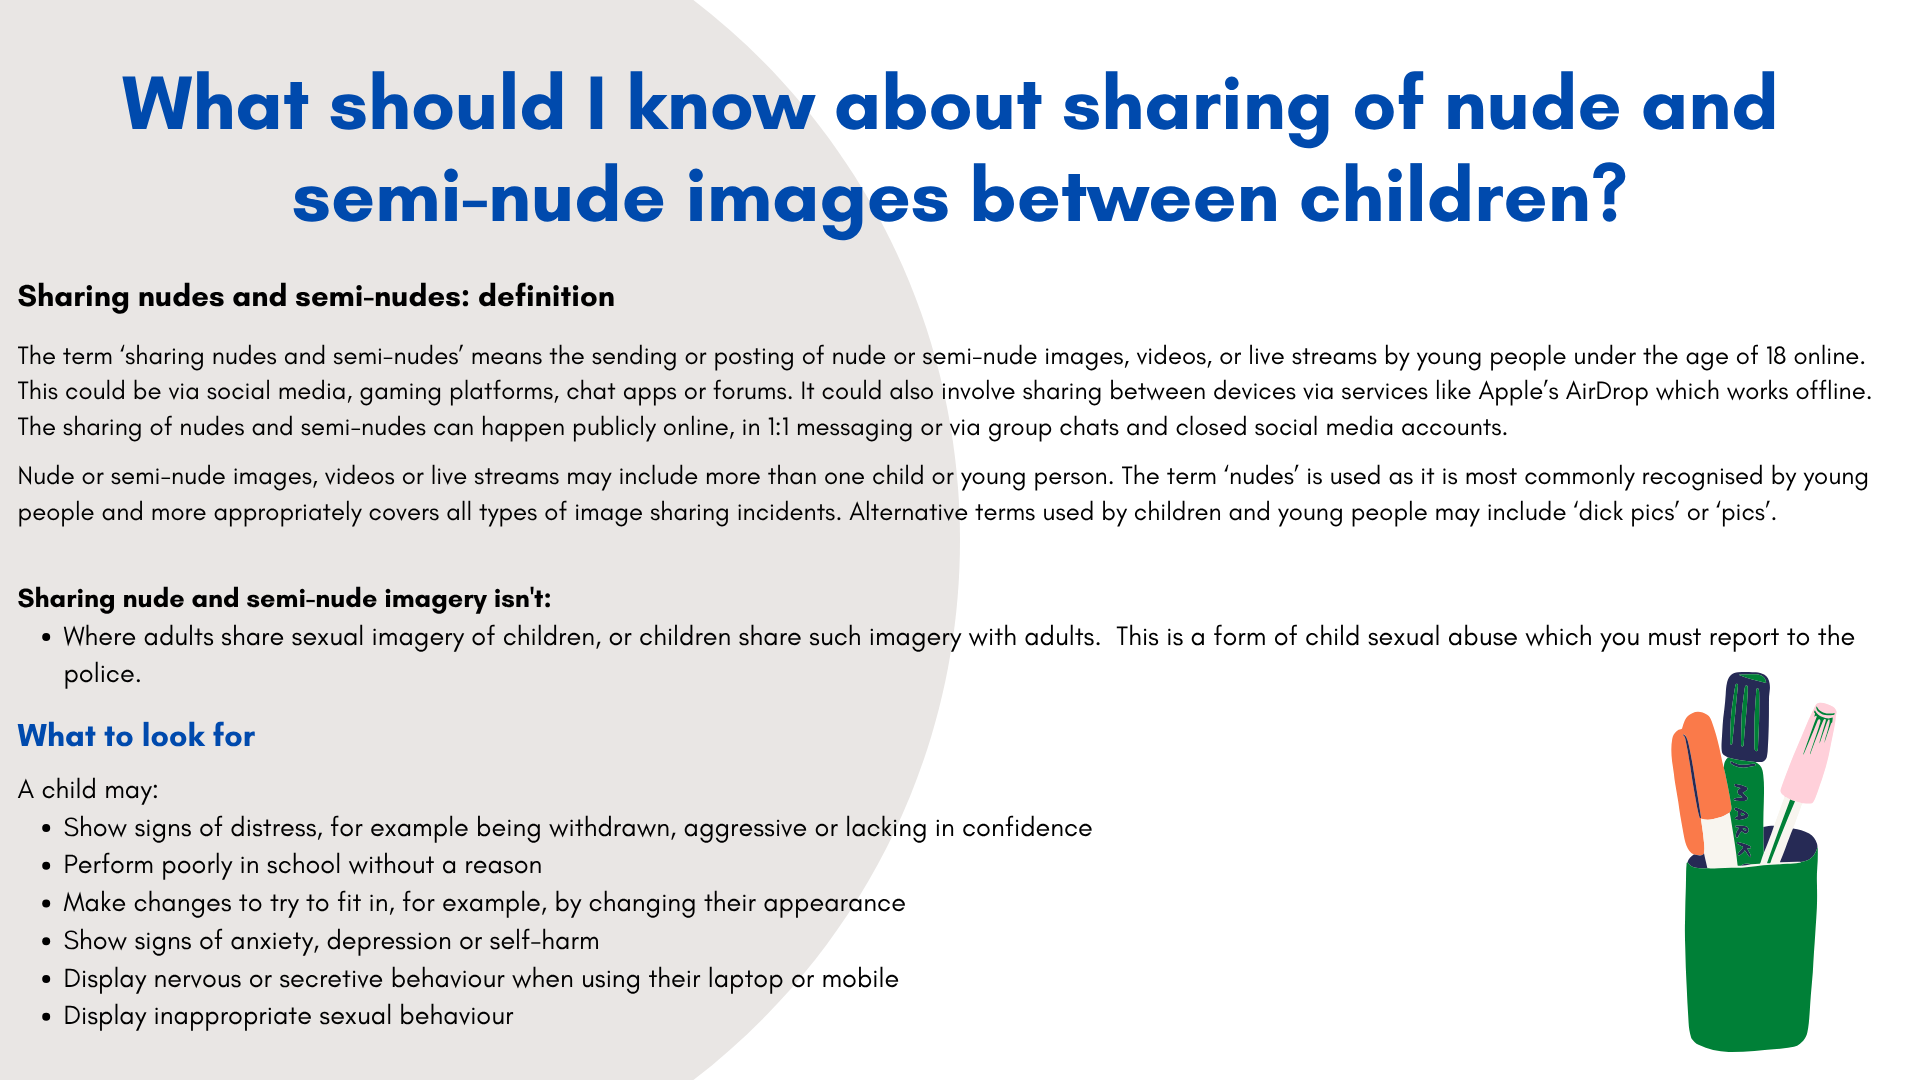 What should I know about sharing of nude and
semi-nude images between children?
Sharing nudes and semi-nudes: definition
The term ‘sharing nudes and semi-nudes’ means the sending or posting of nude or semi-nude images, videos, or live streams by young people under the age of 18 online.
This could be via social media, gaming platforms, chat apps or forums. It could also involve sharing between devices via services like Apple’s AirDrop which works offline.
The sharing of nudes and semi-nudes can happen publicly online, in 1:1 messaging or via group chats and closed social media accounts.
Nude or semi-nude images, videos or live streams may include more than one child or young person. The term ‘nudes’ is used as it is most commonly recognised by young
people and more appropriately covers all types of image sharing incidents. Alternative terms used by children and young people may include ‘dick pics’ or ‘pics’.
Sharing nude and semi-nude imagery isn't:
• Where adults share sexual imagery of children, or children share such imagery with adults.  This is a form of child sexual abuse which you must report to the
police.
What to look for
A child may:
• Show signs of distress, for example being withdrawn, aggressive or lacking in confidence
• Perform poorly in school without a reason
• Make changes to try to fit in, for example, by changing their appearance
• Show signs of anxiety, depression or self-harm
• Display nervous or secretive behaviour when using their laptop or mobile
• Display inappropriate sexual behaviour
MARK